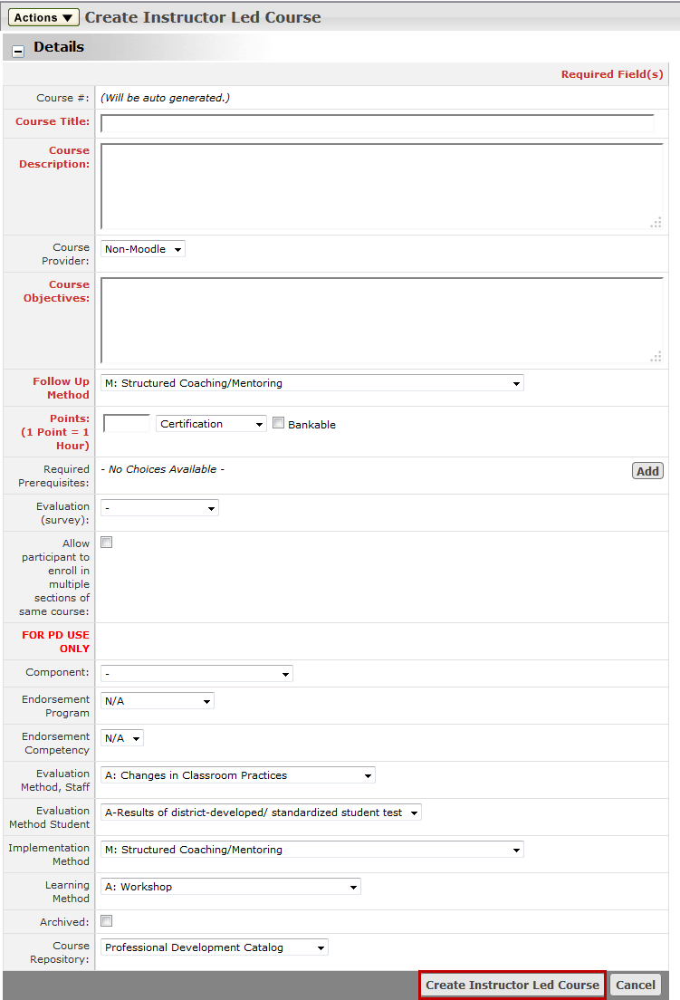 Actions ▼ Create Instructor Led Course
Details
Required Field(s)
Course #: (Will be auto generated.)
Course Title:
Course
Description:
Course
Provider:
Non-Moodle
Course
Objectives:
Follow Up
Method
M: Structured Coaching/Mentoring
Points:
(1 Point = 1
Hour)
Certification
Bankable
Required
Prerequisites:
- No Choices Available -
Add
Evaluation
(survey):
-
Allow
participant to
enroll in
multiple
sections of
same course:
FOR PD USE
ONLY
Component:
-
Endorsement
Program
N/A
Endorsement
Competency
N/A
Evaluation
Method, Staff
A: Changes in Classroom Practices
Evaluation
Method Student
A-Results of district-developed/ standardized student test
Implementation
Method
M: Structured Coaching/Mentoring
Learning
Method
A: Workshop
Archived:
Course
Repository:
Professional Development Catalog
Create Instructor Led Course
Cancel